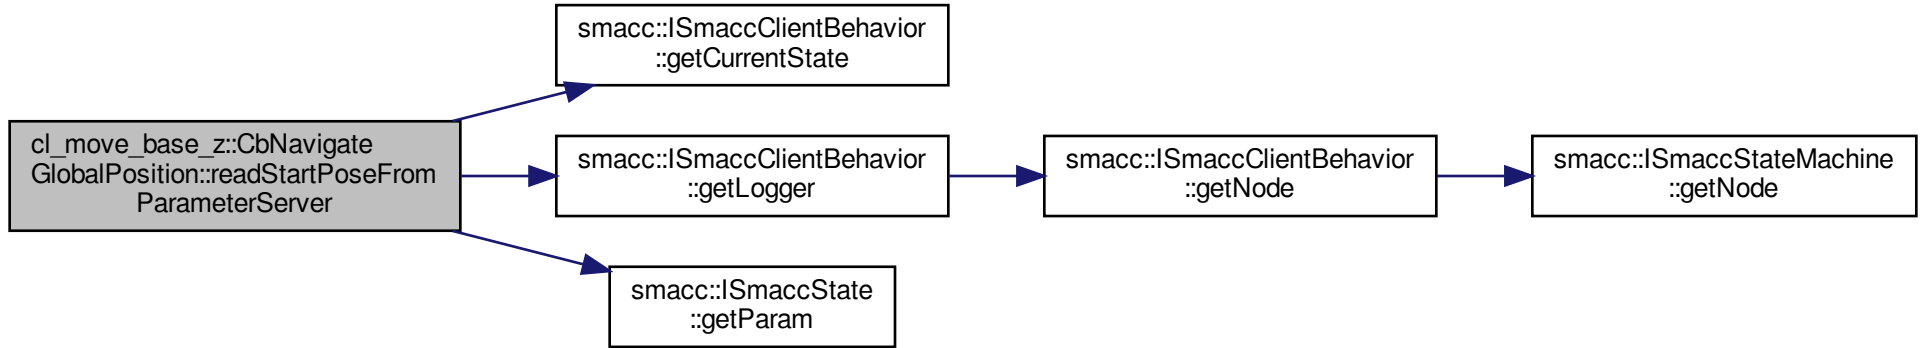 cl_move_base_z::CbNavigate
GlobalPosition::readStartPoseFrom
ParameterServer
smacc::ISmaccClientBehavior
::getCurrentState
smacc::ISmaccClientBehavior
::getLogger
smacc::ISmaccClientBehavior
::getNode
smacc::ISmaccStateMachine
::getNode
smacc::ISmaccState
::getParam